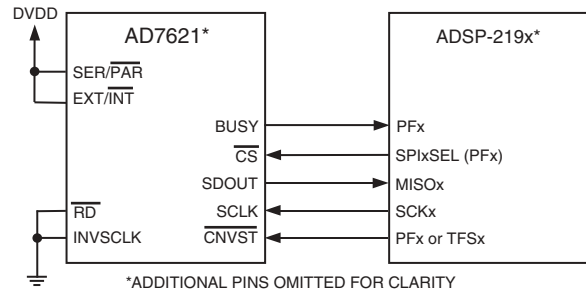 DVDD
AD7621*
ADSP-219x*
SER/PAR
EXT/INT
BUSY
PFx
CS
SPIxSEL (PFx)
SDOUT
MISOx
RD
SCLK
SCKx
INVSCLK
CNVST
PFx or TFSx
*ADDITIONAL PINS OMITTED FOR CLARITY